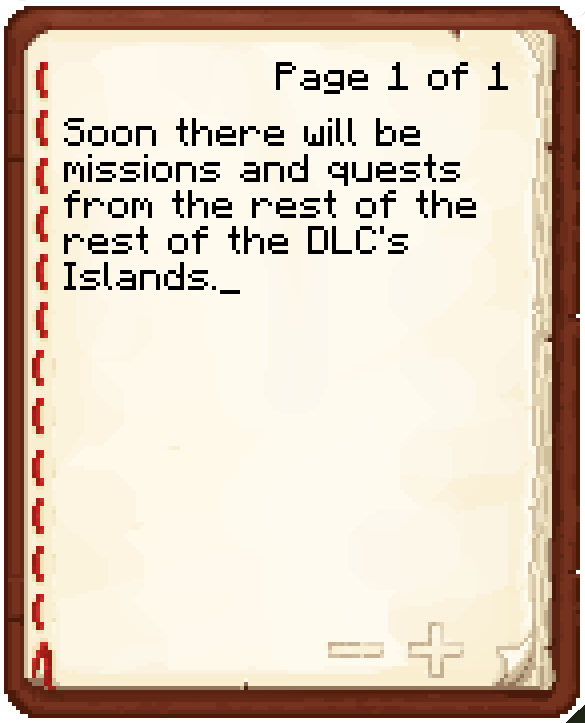 Page 1 of 1
Soon there will be
missions and quests
from the rest of the
rest of the DLC's
Islands._